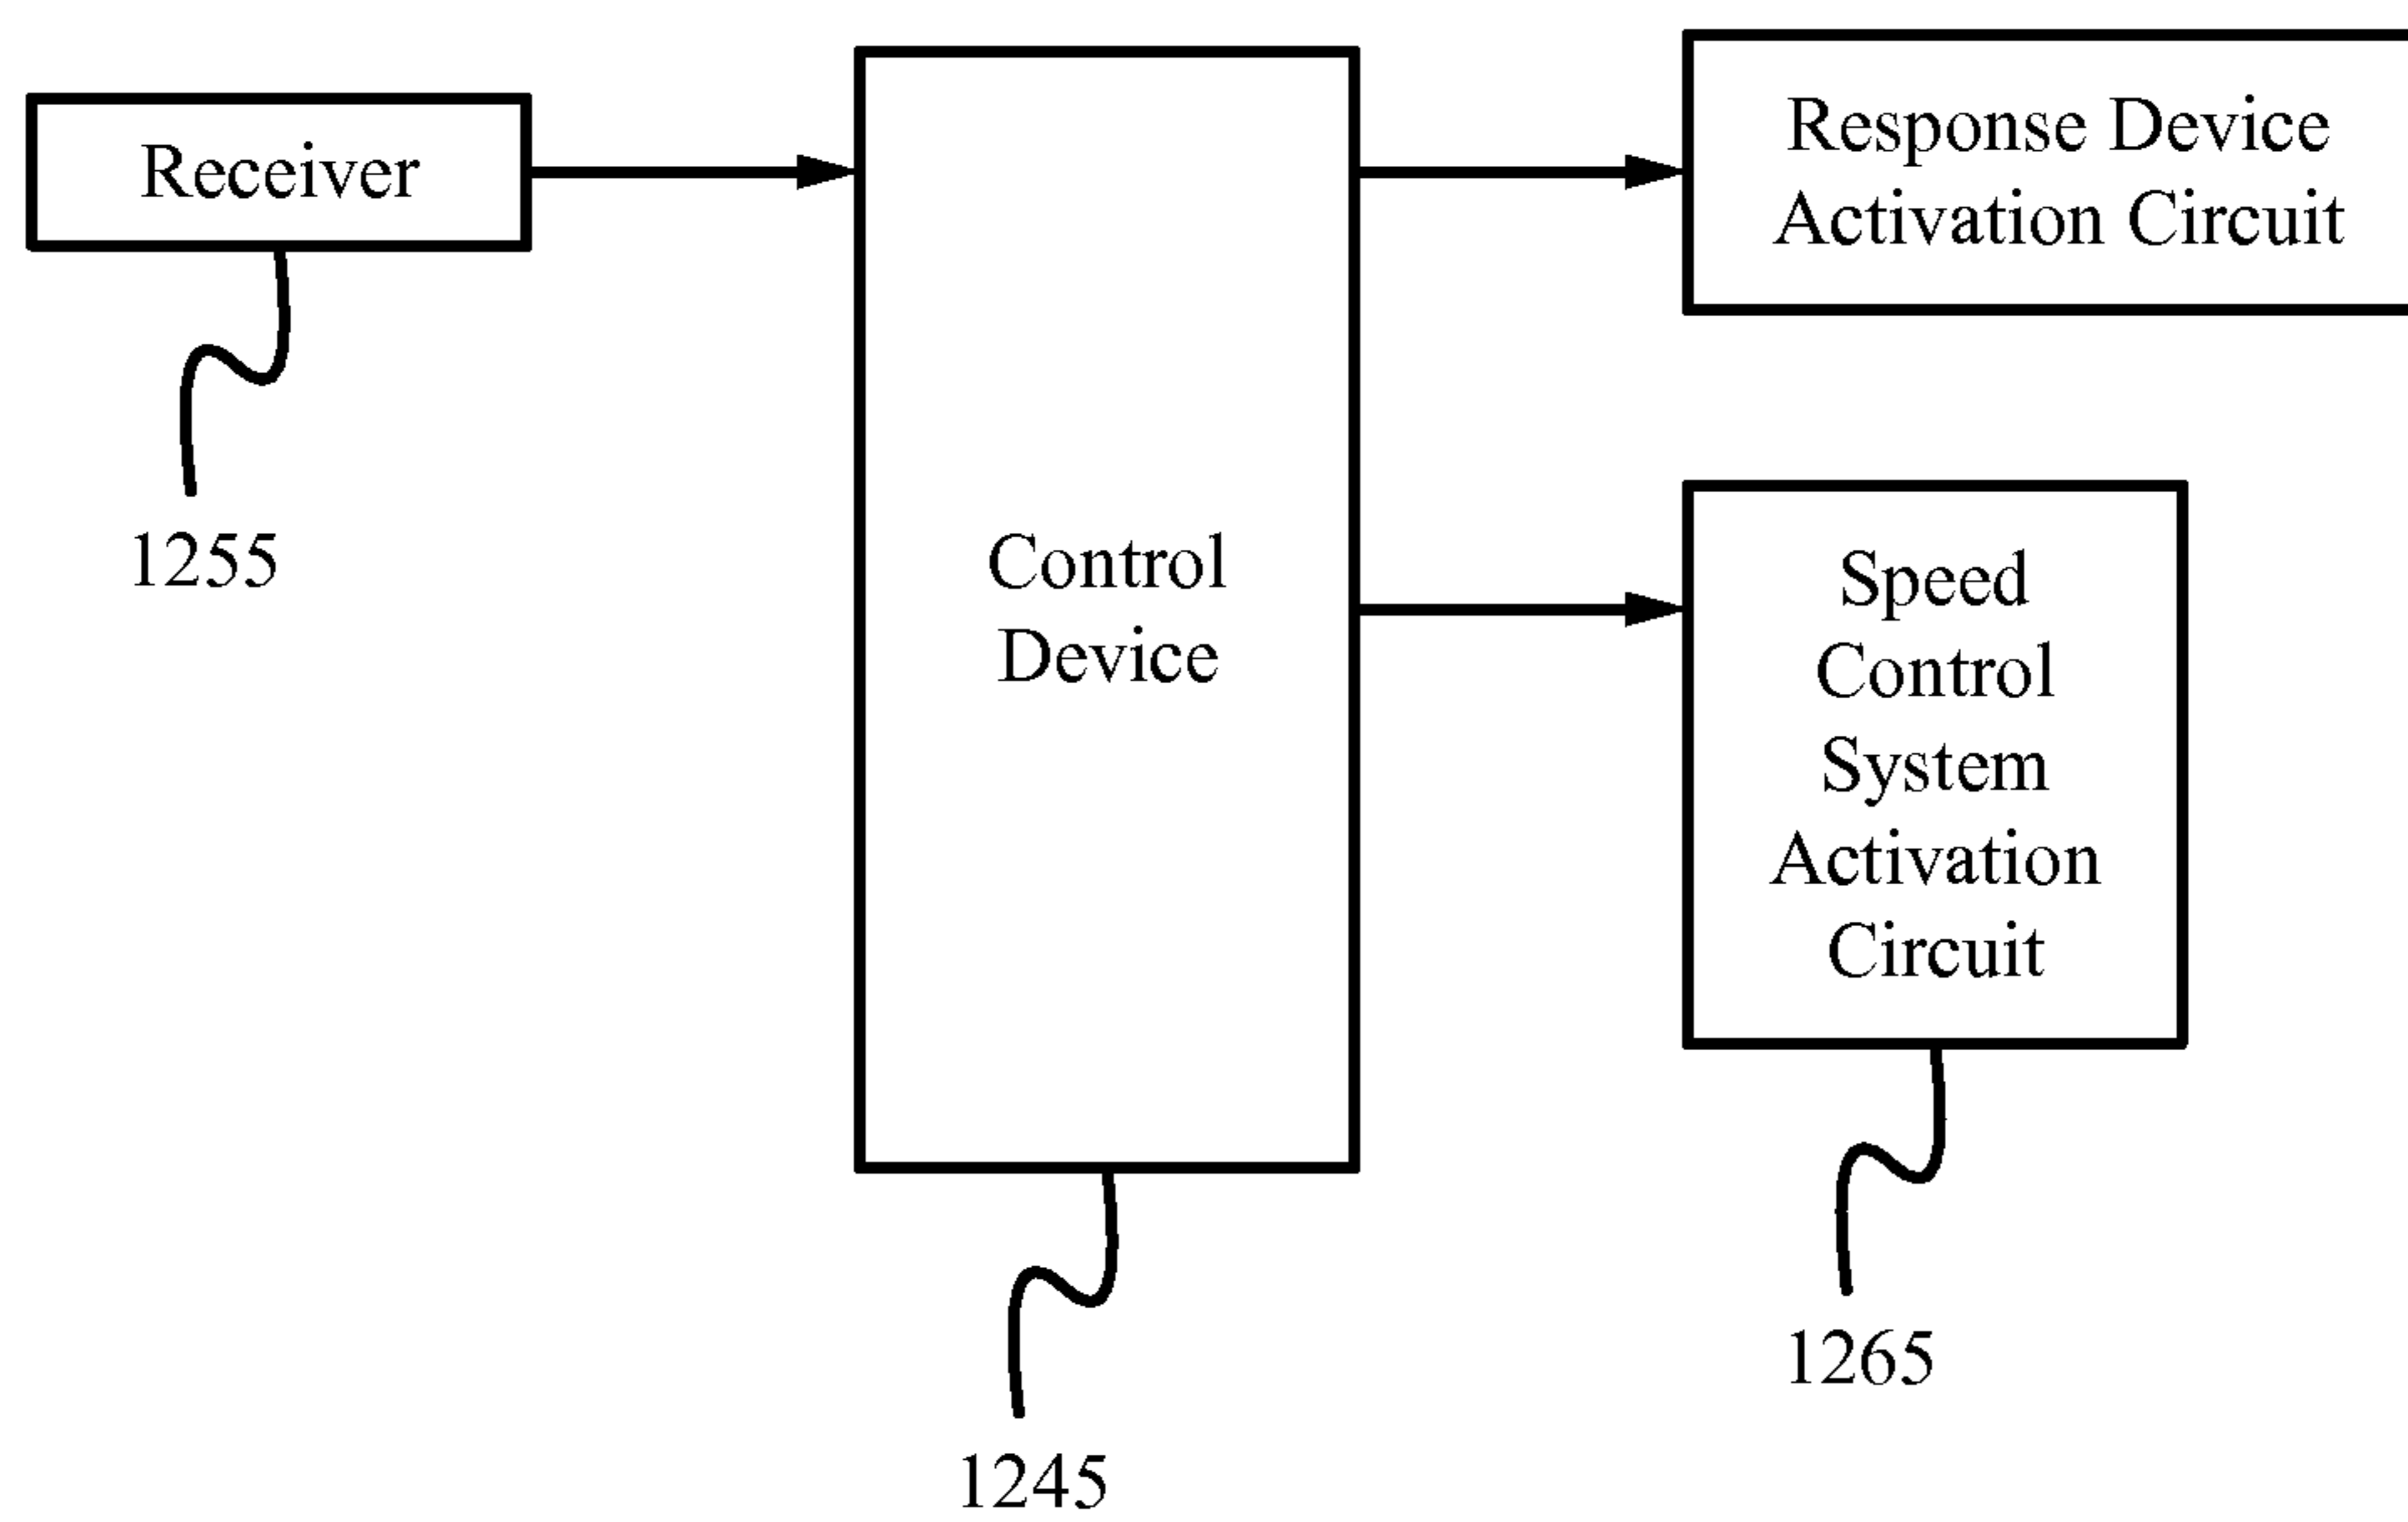 Receiver
1255
Control
Device
1245
Response Device
Activation Circuit
Speed
Control
System
Activation
Circuit
1265